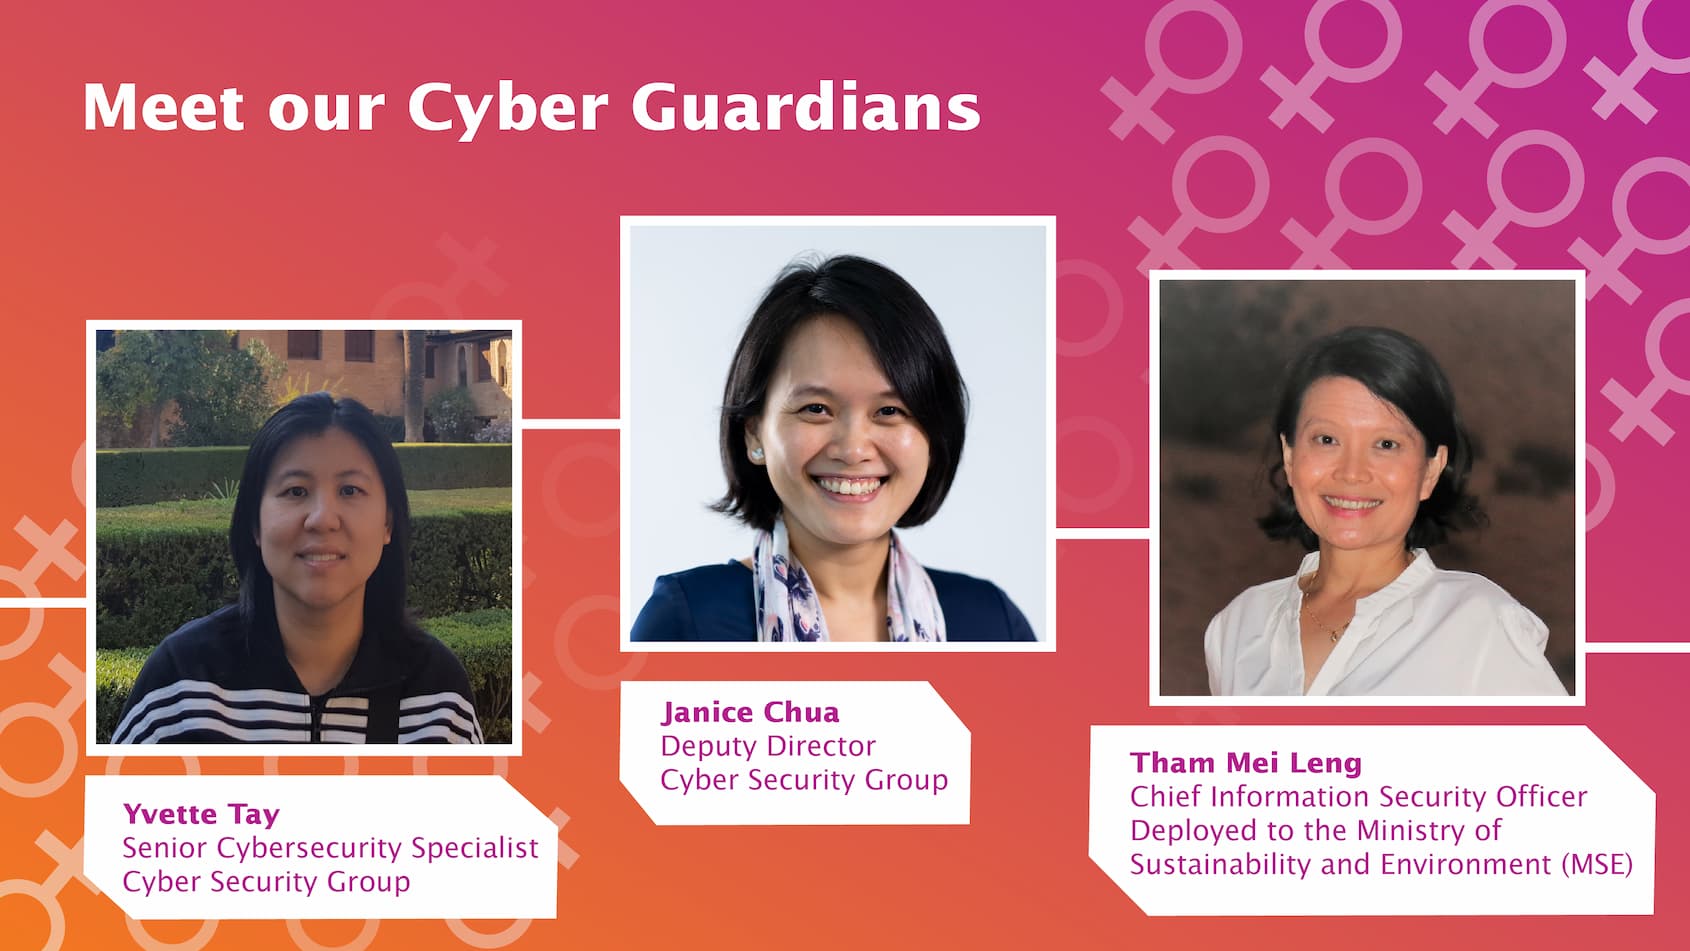 Meet our Cyber Guardians
Yvette Tay
Senior Cybersecurity Specialist
Cyber Security Group
Janice Chua
Deputy Director
Cyber Security Group
Tham Mei Leng
Chief Information Security Officer
Deployed to the Ministry of
Sustainability and Environment (MSE)